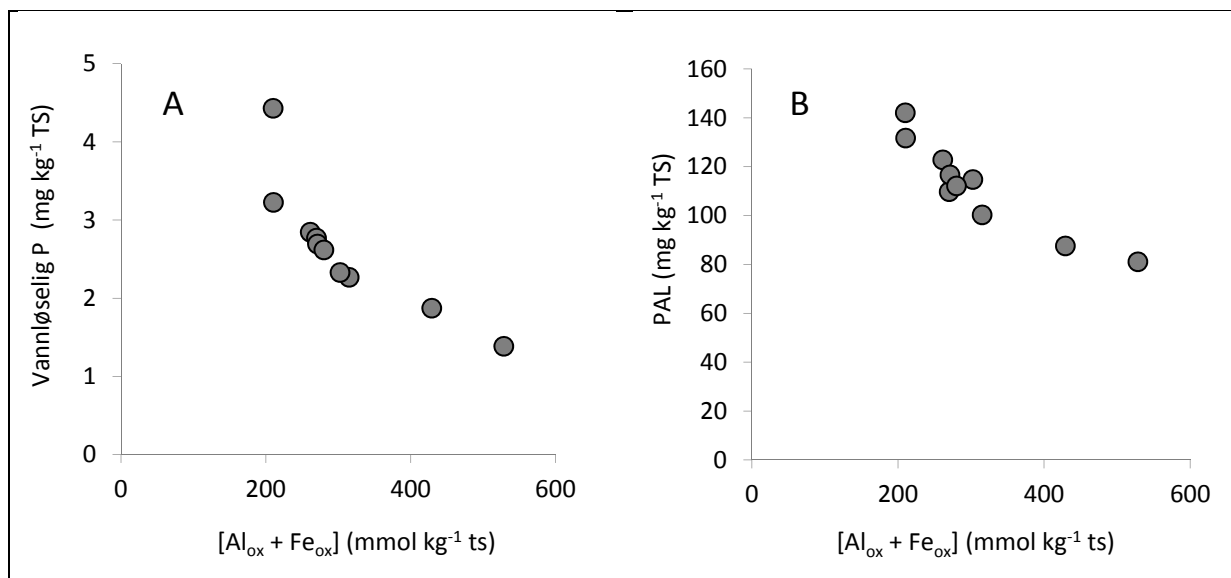 A
Vannløselig P (mg kg⁻¹ TS)
5
4
3
2
1
0
0 200 400 600
[Alox + Feox] (mmol kg⁻¹ ts)
B
PAL (mg kg⁻¹ TS)
160
140
120
100
80
60
40
20
0
0 200 400 600
[Alox + Feox] (mmol kg⁻¹ ts)